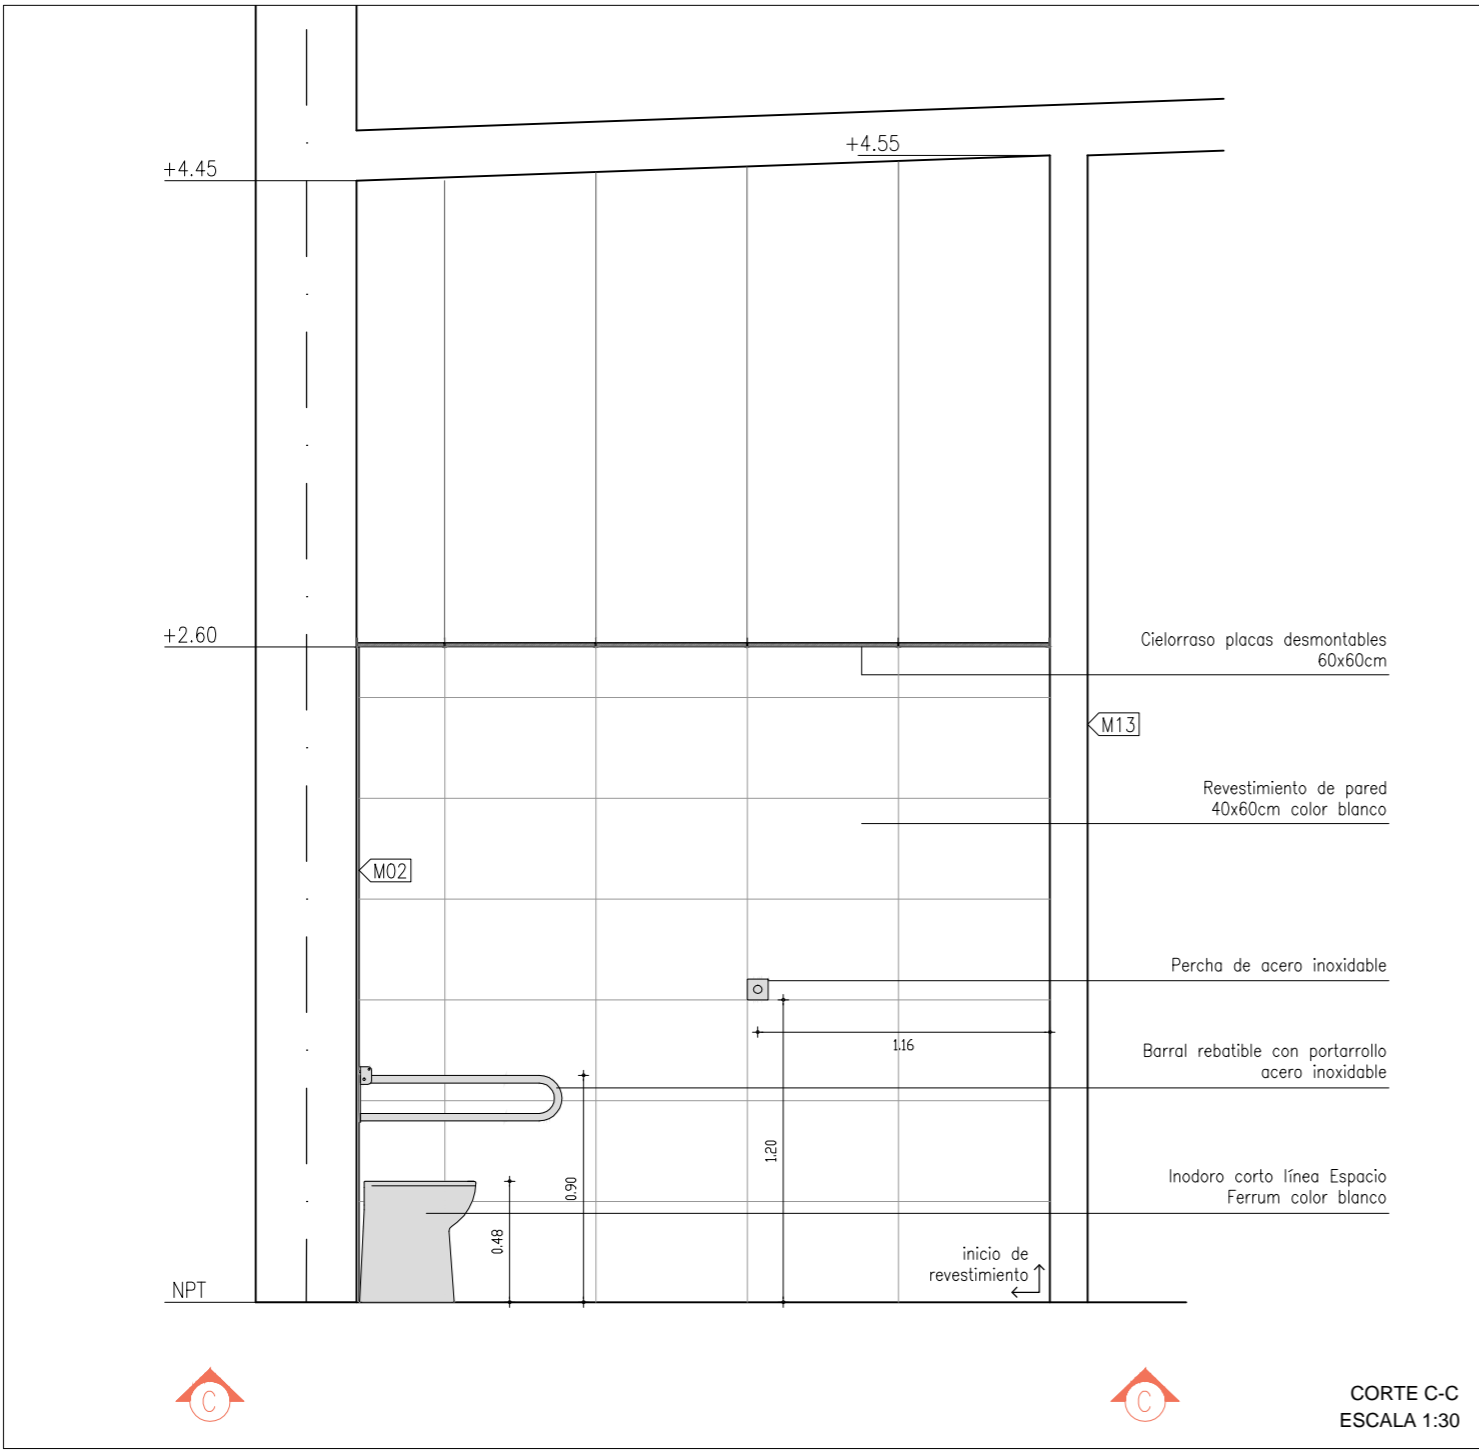 +4.55
+4.45
+2.60
Cielorraso placas desmontables
60x60cm
M13
Revestimiento de pared
40x60cm color blanco
M02
Percha de acero inoxidable
1.16
Barral rebatible con portarrollo
acero inoxidable
1.20
0.90
Inodoro corto línea Espacio
Ferrum color blanco
0.48
inicio de
revestimiento
NPT
C
C
CORTE C-C
ESCALA 1:30